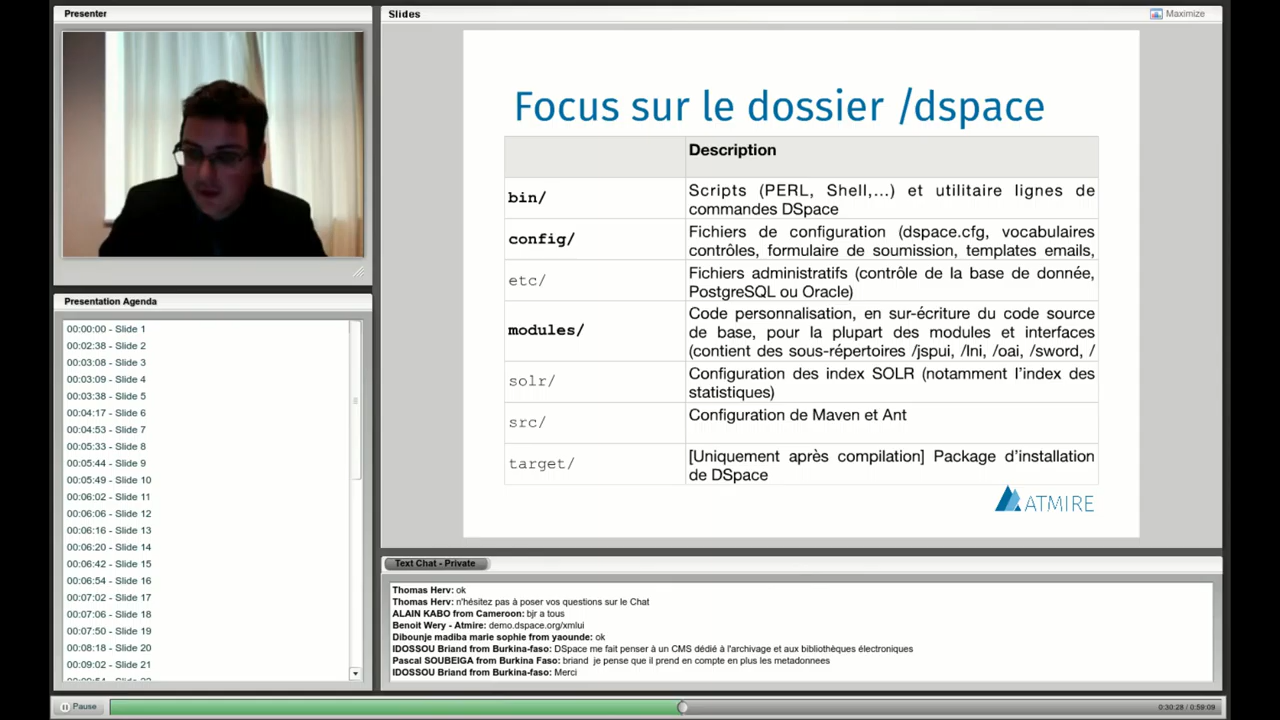 Presenter
Slides
Maximize
Focus sur le dossier /dspace
Description
bin/
Scripts (PERL, Shell,...) et utilitaire lignes de
commandes DSpace
config/
Fichiers de configuration (dspace.cfg, vocabulaires
contrôles, formulaire de soumission, templates emails,
etc/
Fichiers administratifs (contrôle de la base de donnée,
PostgreSQL ou Oracle)
modules/
Code personnalisation, en sur-écriture du code source
de base, pour la plupart des modules et interfaces
(contient des sous-répertoires /jspui, /lni, /oai, /sword, /
solr/
Configuration des index SOLR (notamment l'index des
statistiques)
src/
Configuration de Maven et Ant
target/
[Uniquement après compilation] Package d'installation
de DSpace
ATMIRE
Presentation Agenda
00:00:00 - Slide 1
00:02:38 - Slide 2
00:03:08 - Slide 3
00:03:09 - Slide 4
00:03:38 - Slide 5
00:04:17 - Slide 6
00:04:53 - Slide 7
00:05:33 - Slide 8
00:05:44 - Slide 9
00:05:49 - Slide 10
00:06:02 - Slide 11
00:06:06 - Slide 12
00:06:16 - Slide 13
00:06:20 - Slide 14
00:06:42 - Slide 15
00:06:54 - Slide 16
00:07:02 - Slide 17
00:07:06 - Slide 18
00:07:50 - Slide 19
00:08:18 - Slide 20
00:09:02 - Slide 21
Text Chat - Private
Thomas Herv: ok
Thomas Herv: n'hésitez pas à poser vos questions sur le Chat
ALAIN KABO from Cameroon: bjr a tous
Benoit Wery - Atmire: demo.dspace.org/xmlui
Dibounje madiba marie sophie from yaounde: ok
IDOSSOU Briand from Burkina-faso: DSpace me fait penser à un CMS dédié à l'archivage et aux bibliothèques électroniques
Pascal SOUBEIGA from Burkina Faso: briand je pense que il prend en compte en plus les metadonnees
IDOSSOU Briand from Burkina-faso: Merci
Pause
0:30:28 / 0:59:09